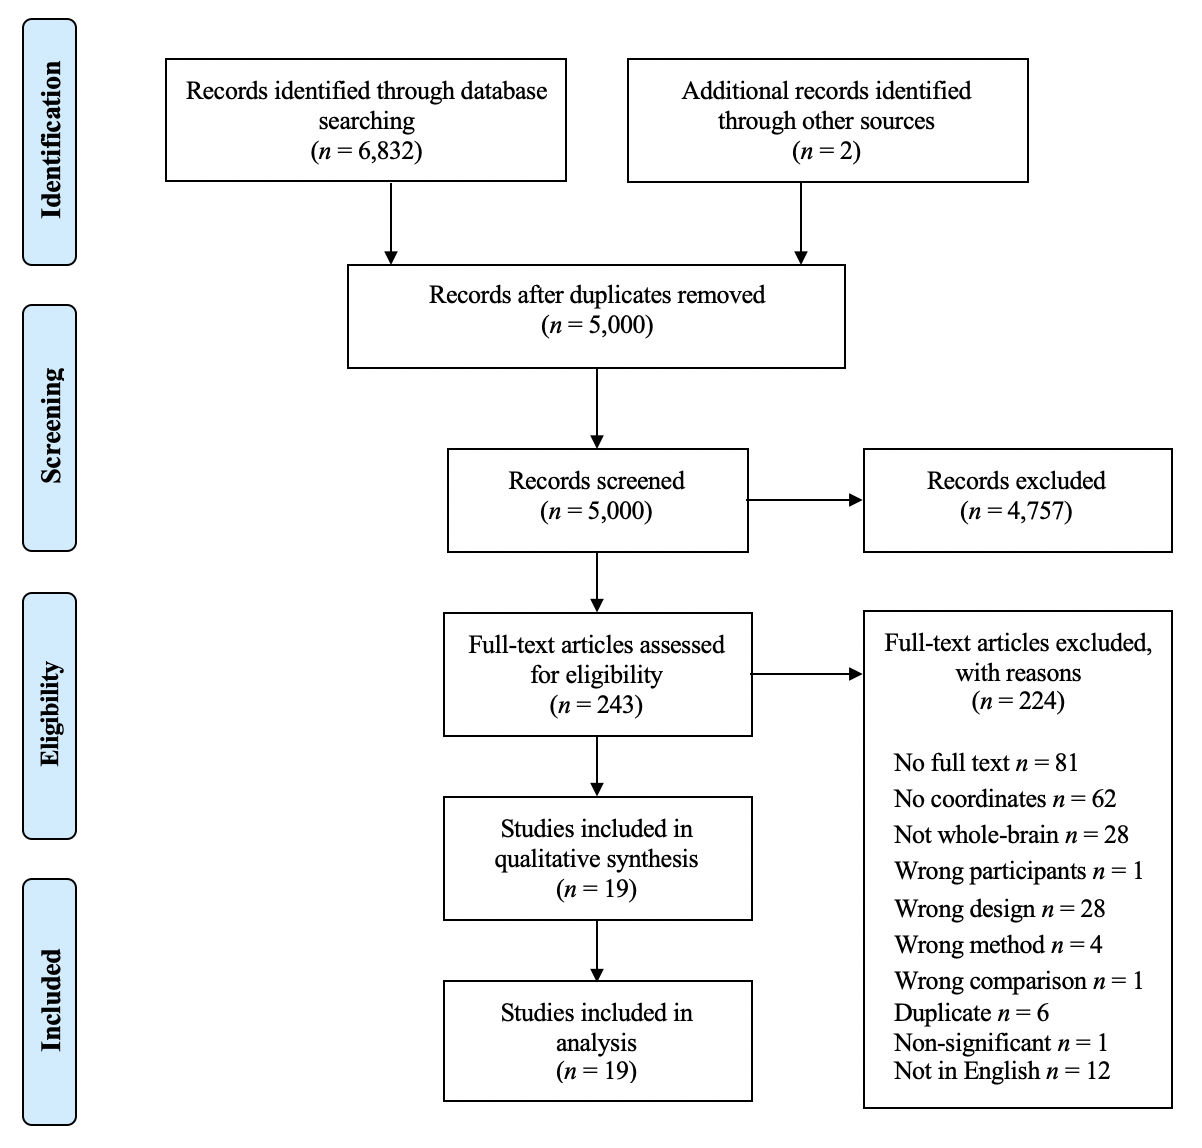 Identification
Records identified through database
searching
(n = 6,832)
Additional records identified
through other sources
(n = 2)
Records after duplicates removed
(n = 5,000)
Screening
Records screened
(n = 5,000)
Records excluded
(n = 4,757)
Eligibility
Full-text articles assessed
for eligibility
(n = 243)
Full-text articles excluded,
with reasons
(n = 224)
No full text n = 81
No coordinates n = 62
Not whole-brain n = 28
Wrong participants n = 1
Wrong design n = 28
Wrong method n = 4
Wrong comparison n = 1
Duplicate n = 6
Non-significant n = 1
Not in English n = 12
Studies included in
qualitative synthesis
(n = 19)
Included
Studies included in
analysis
(n = 19)